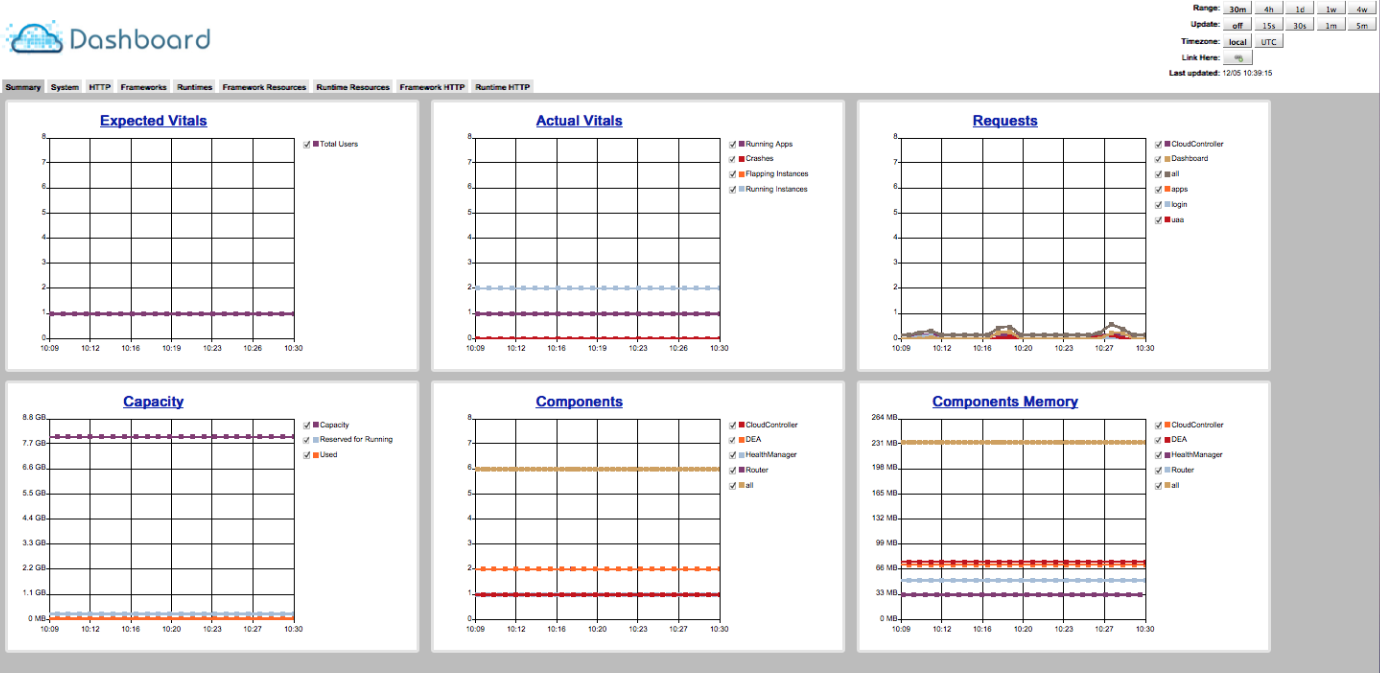 Dashboard
Range: 30m 4h 1d 1w 4w
Update: off 15s 30s 1m 5m
Timezone: local UTC
Link Here:
Last updated: 12/05 10:39:15
Summary System HTTP Frameworks Runtimes Framework Resources Runtime Resources Framework HTTP Runtime HTTP
Expected Vitals
8
7
6
5
4
3
2
1
0
10:09 10:12 10:16 10:19 10:23 10:26 10:30
Total Users
Actual Vitals
8
7
6
5
4
3
2
1
0
10:09 10:12 10:16 10:19 10:23 10:26 10:30
Running Apps
Crashes
Flapping Instances
Running Instances
Requests
8
7
6
5
4
3
2
1
0
10:09 10:12 10:16 10:20 10:23 10:27 10:30
CloudController
Dashboard
all
apps
login
uaa
Capacity
8.8 GB
7.7 GB
6.6 GB
5.5 GB
4.4 GB
3.3 GB
2.2 GB
1.1 GB
0 MB
10:09 10:12 10:16 10:20 10:23 10:26 10:30
Capacity
Reserved for Running
Used
Components
8
7
6
5
4
3
2
1
0
10:09 10:12 10:16 10:20 10:23 10:27 10:30
CloudController
DEA
HealthManager
Router
all
Components Memory
264 MB
231 MB
198 MB
165 MB
132 MB
99 MB
66 MB
33 MB
0 MB
10:09 10:12 10:16 10:20 10:23 10:27 10:30
CloudController
DEA
HealthManager
Router
all